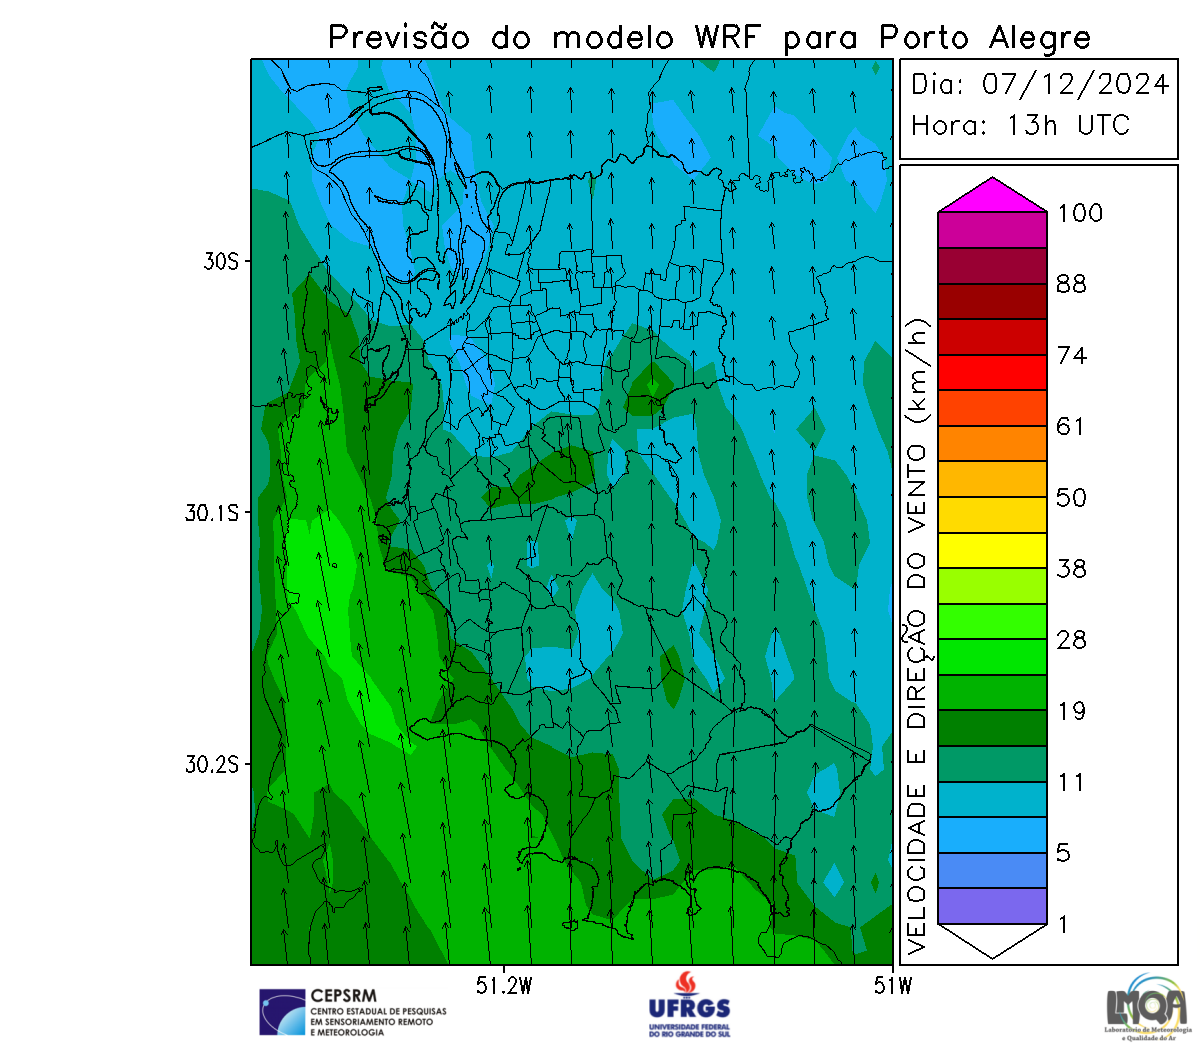 Previsão do modelo WRF para Porto Alegre
Dia: 07/12/2024
Hora: 13h UTC
30S
30.1S
30.2S
51.2W
51W
VELOCIDADE E DIREÇÃO DO VENTO (km/h)
100
88
74
61
50
38
28
19
11
5
1
CEPSRM
CENTRO ESTADUAL DE PESQUISAS
EM SENSORIAMENTO REMOTO
E METEOROLOGIA
UFRGS
UNIVERSIDADE FEDERAL
DO RIO GRANDE DO SUL
LMQA
Laboratório de Meteorologia
e Qualidade do Ar